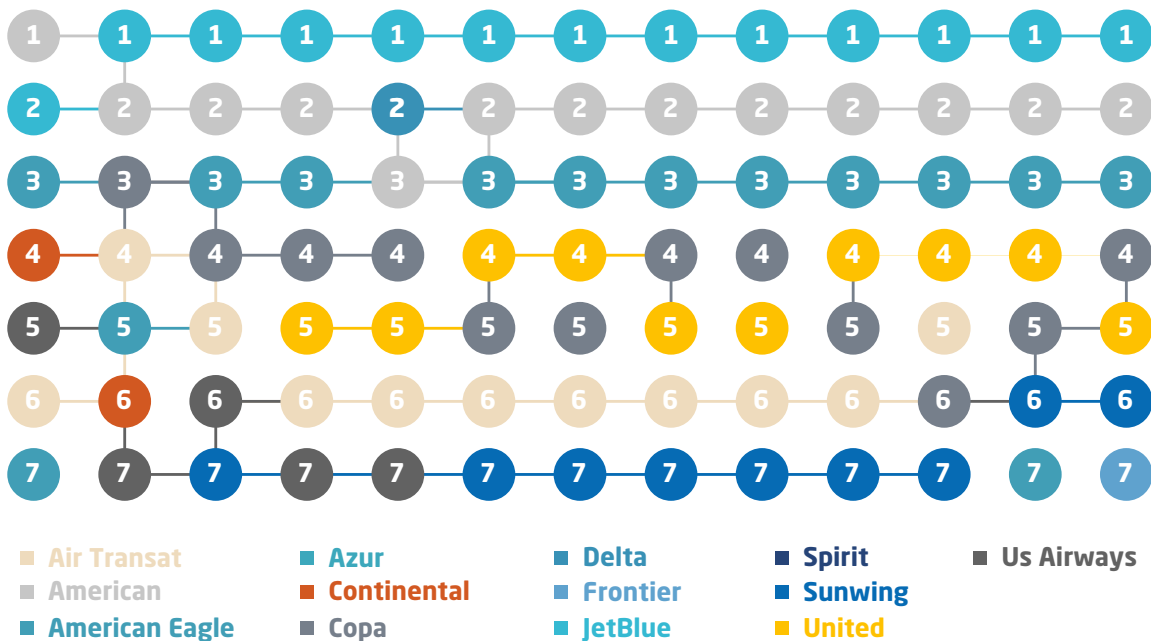 1 1 1 1 1 1 1 1 1 1 1 1 1
2 2 2 2 2 2 2 2 2 2 2 2 2
3 3 3 3 3 3 3 3 3 3 3 3 3
4 4 4 4 4 4 4 4 4 4 4 4 4
5 5 5 5 5 5 5 5 5 5 5 5 5
6 6 6 6 6 6 6 6 6 6 6 6 6
7 7 7 7 7 7 7 7 7 7 7 7 7
Air Transat Azur Delta Spirit Us Airways
American Continental Frontier Sunwing
American Eagle Copa JetBlue United